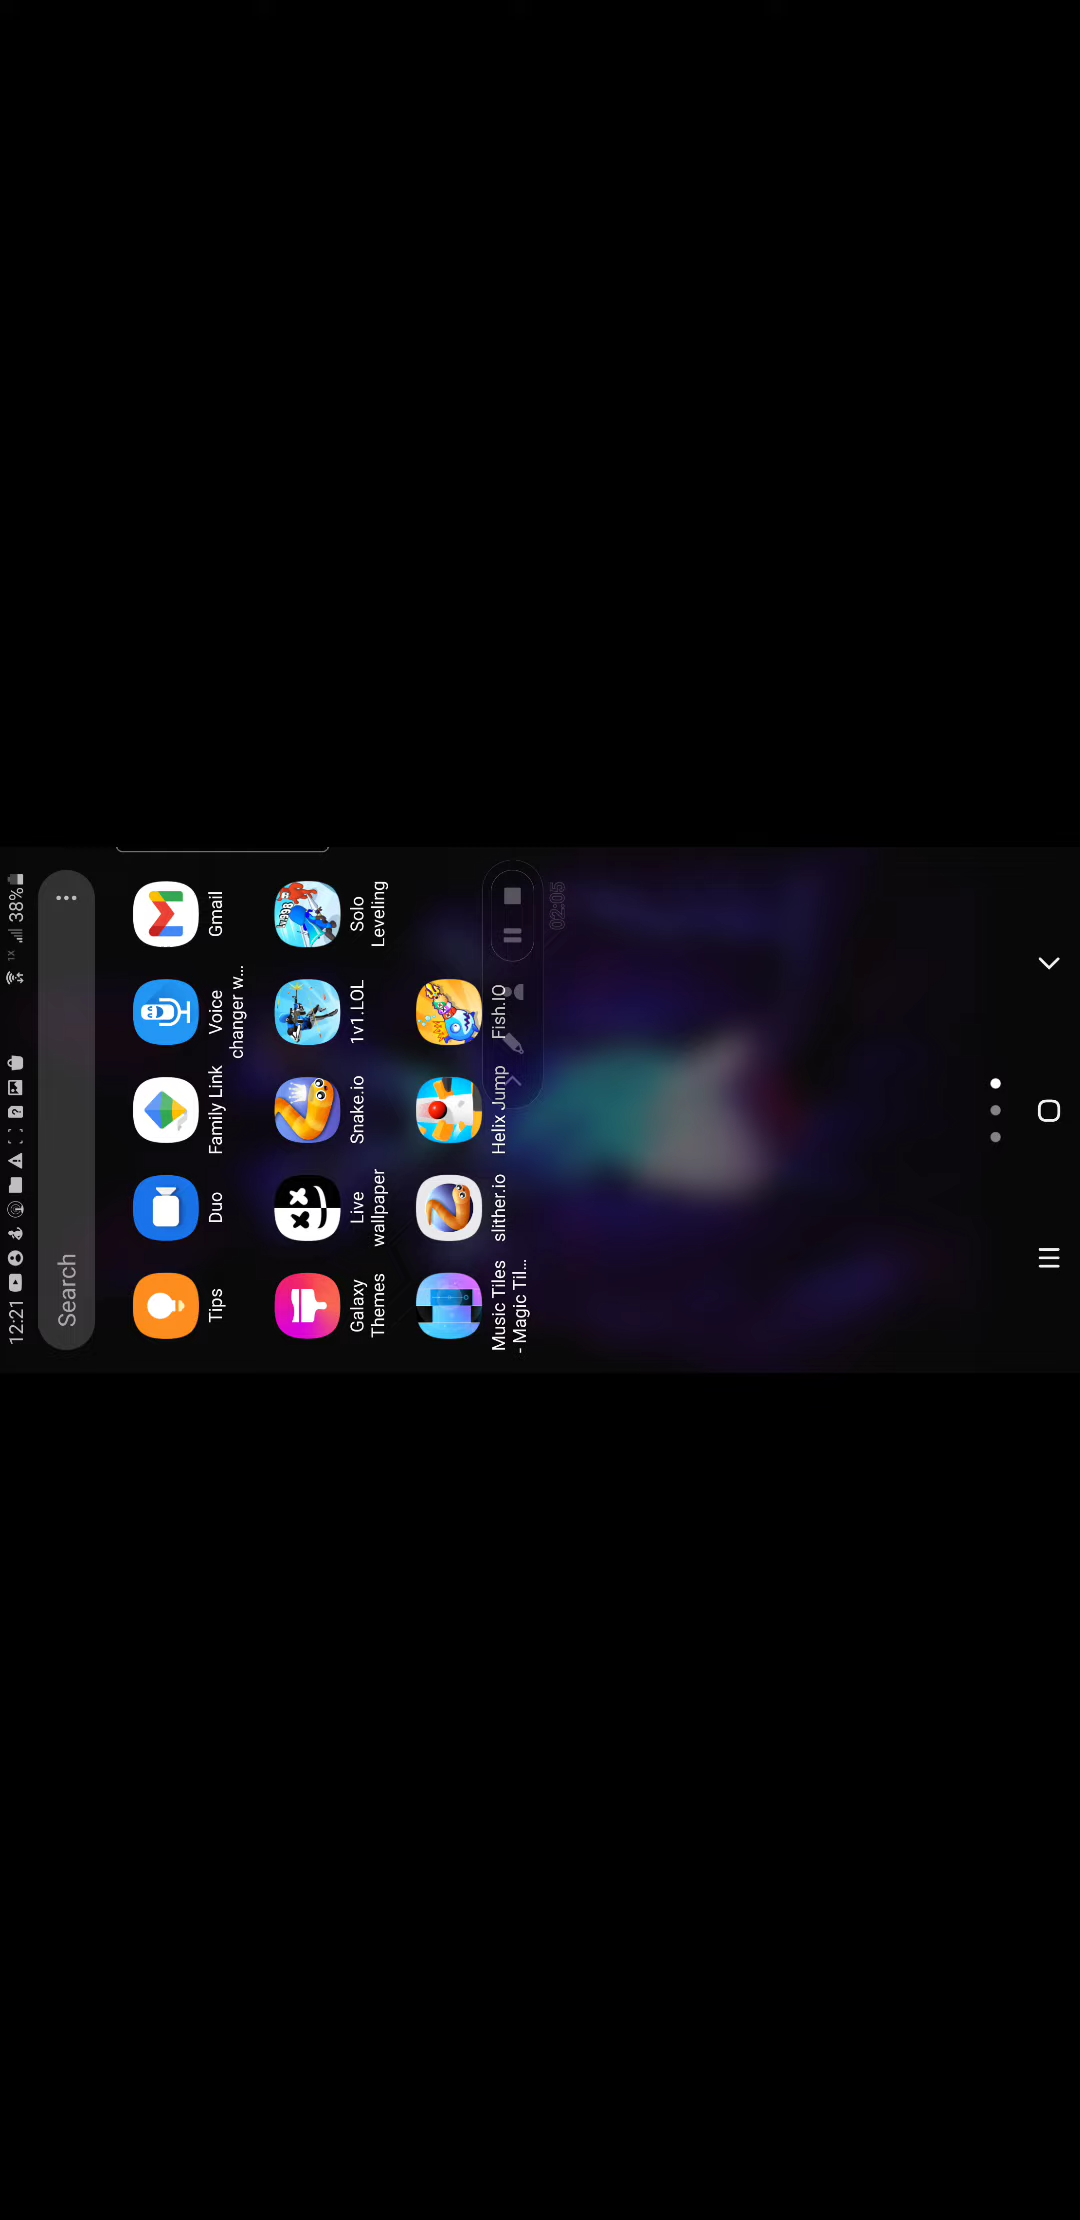 12:21
38%
Search
Tips
Duo
Family Link
Voice
changer w...
Gmail
Galaxy
Themes
Live
wallpaper
Snake.io
1v1.LOL
Solo
Leveling
Music Tiles
- Magic Til...
slither.io
Helix Jump
Fish.IO
02:05